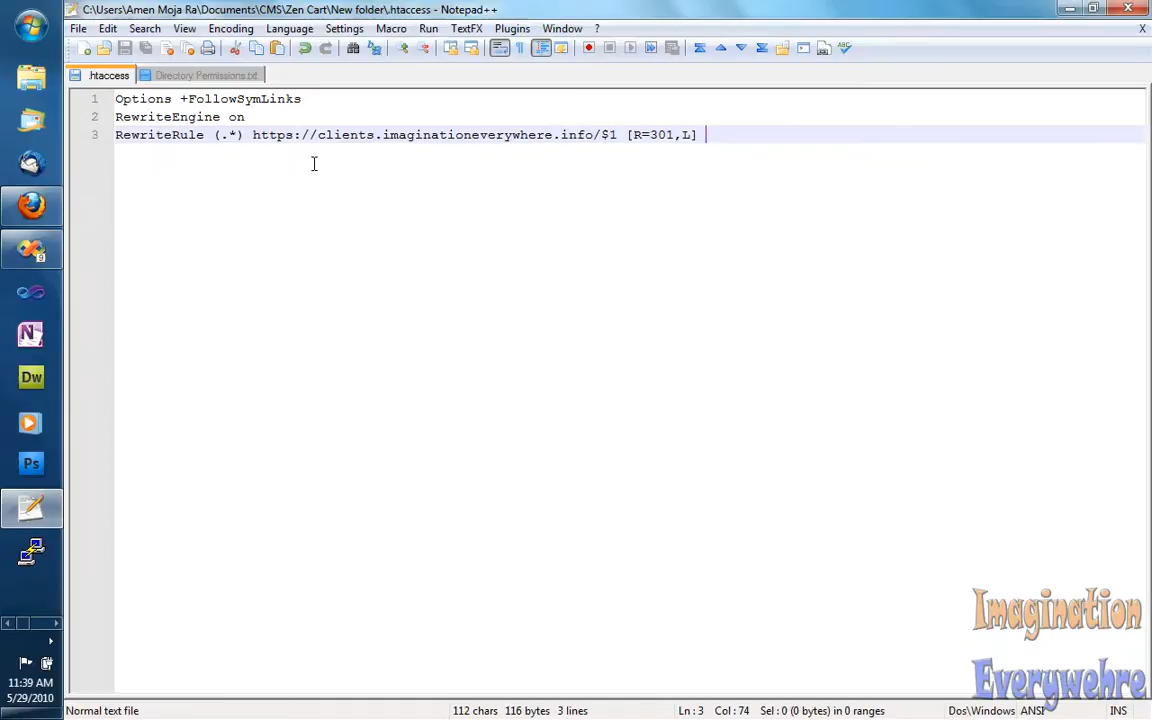 C:\Users\Amen Moja Ra\Documents\CMS\Zen Cart\New folder\.htaccess - Notepad++
File Edit Search View Encoding Language Settings Macro Run TextFX Plugins Window ? X
.htaccess Directory Permissions.txt
1 Options +FollowSymLinks
2 RewriteEngine on
3 RewriteRule (.*) https://clients.imaginationeverywhere.info/$1 [R=301,L]
Dw
Ps
Imagination
Everywehre
11:39 AM
5/29/2010
Normal text file 112 chars 116 bytes 3 lines Ln : 3 Col : 74 Sel : 0 (0 bytes) in 0 ranges Dos\Windows ANSI INS